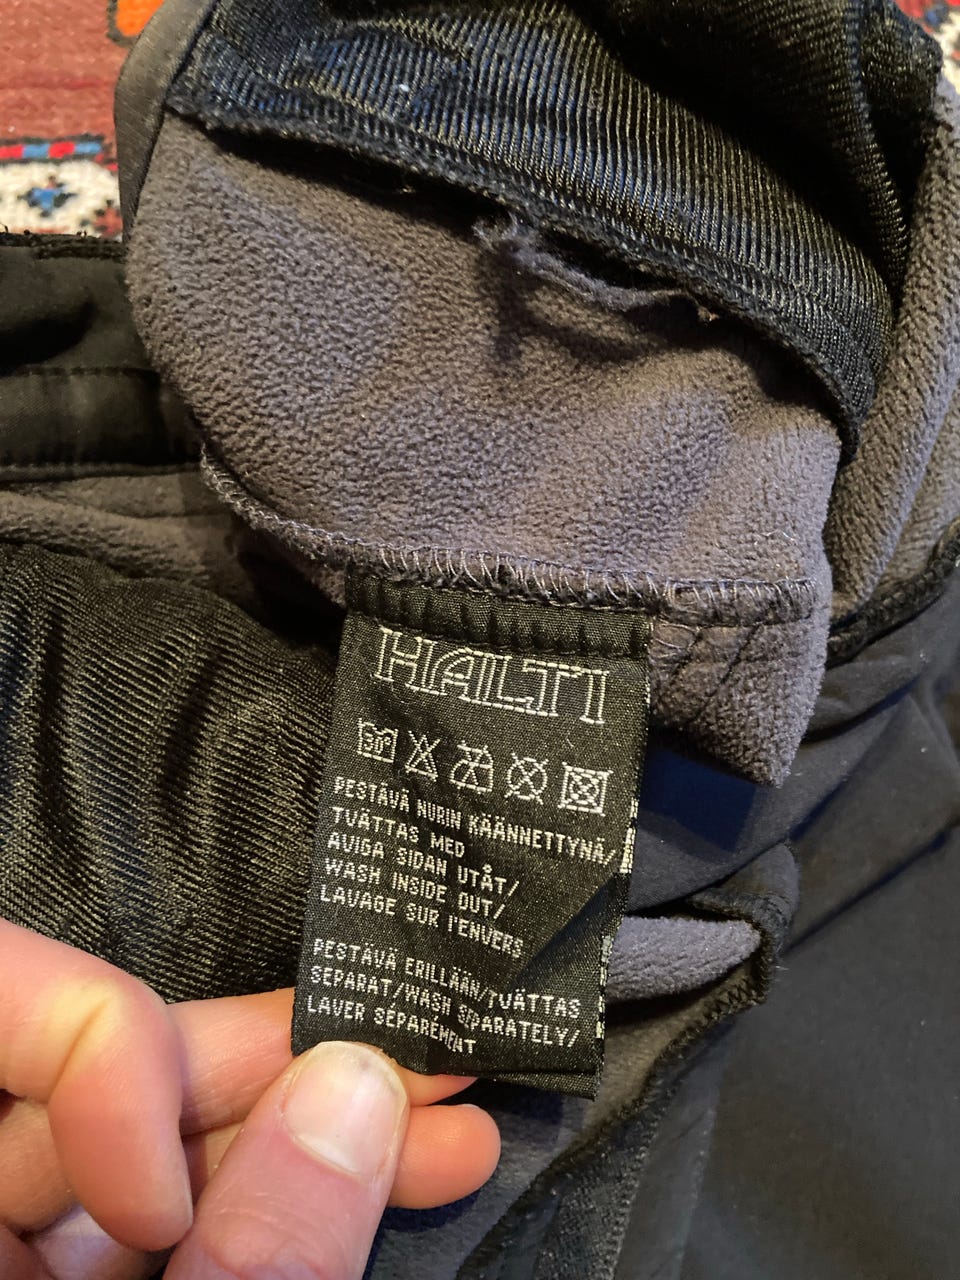 HALTI
30°
PESTÄVÄ NURIN KÄÄNNETTYNÄ/
TVÄTTAS MED
AVIGA SIDAN UTÅT/
WASH INSIDE OUT/
LAVAGE SUR l'ENVERS
PESTÄVÄ ERILLÄÄN/TVÄTTAS
SEPARAT/WASH SEPARATELY/
LAVER SÉPARÉMENT